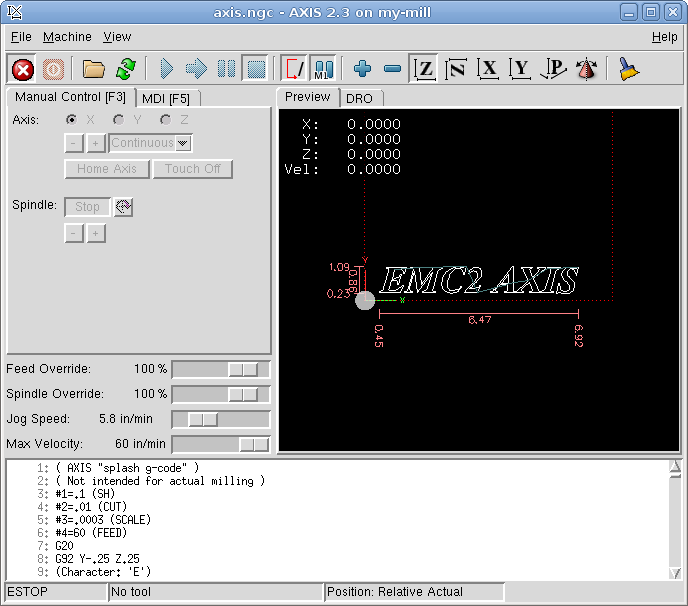 axis.ngc - AXIS 2.3 on my-mill
File Machine View Help
M1 Z N X Y P
Manual Control [F3] MDI [F5]
Preview DRO
Axis: X Y Z
- + Continuous
Home Axis Touch Off
Spindle: Stop
- +
X: 0.0000
Y: 0.0000
Z: 0.0000
Vel: 0.0000
Y
1.09
0.86
0.23
X
EMC2 AXIS
0.45
6.47
6.92
Feed Override: 100 %
Spindle Override: 100 %
Jog Speed: 5.8 in/min
Max Velocity: 60 in/min
1: ( AXIS "splash g-code" )
2: ( Not intended for actual milling )
3: #1=.1 (SH)
4: #2=.01 (CUT)
5: #3=.0003 (SCALE)
6: #4=60 (FEED)
7: G20
8: G92 Y-.25 Z.25
9: (Character: 'E')
ESTOP No tool Position: Relative Actual